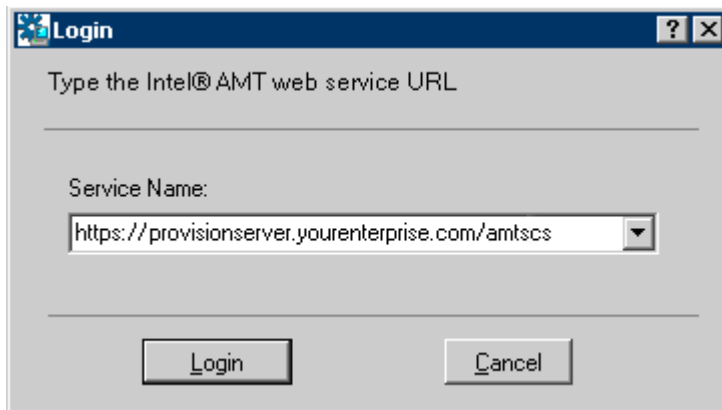 Login
Type the Intel® AMT web service URL
Service Name:
https://provisionserver.yourenterprise.com/amtscs
Login Cancel